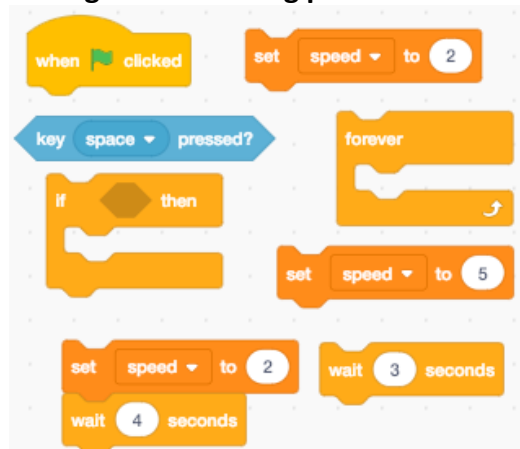 when clicked
set speed to 2
key space pressed?
forever
if then
set speed to 5
set speed to 2
wait 3 seconds
wait 4 seconds